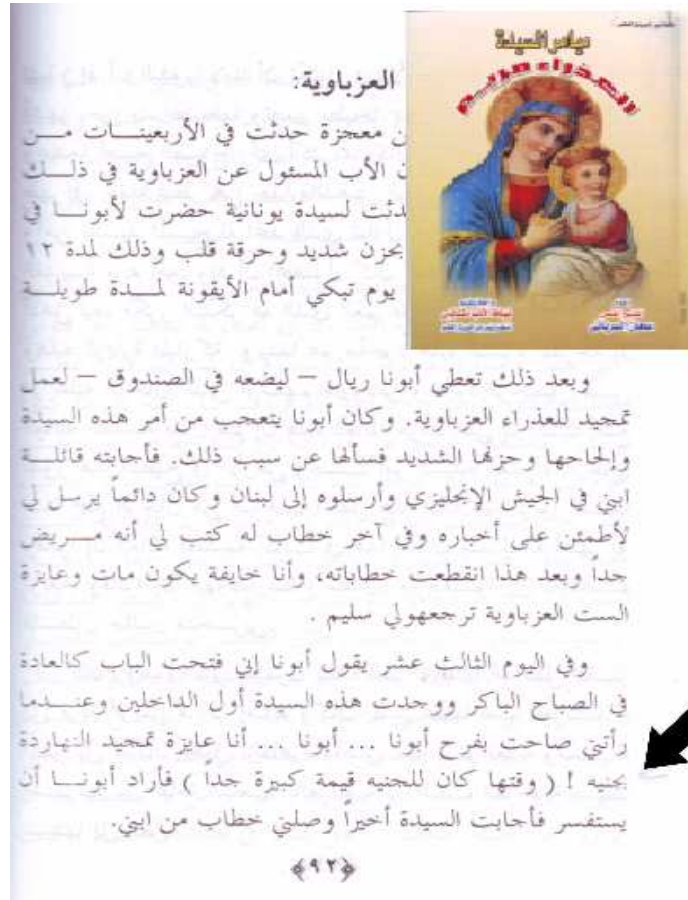 ميامر السيدة
العذراء مريم
العزباوية:
معجزة حدثت في الأربعينات من
الأب المسئول عن العزباوية في ذلك
لسيدة يونانية حضرت لأبونا في
بحزن شديد وحرقة قلب وذلك لمدة ١٢
يوم تبكي أمام الأيقونة لمدة طويلة
وبعد ذلك تعطي أبونا ريال – ليضعه في الصندوق – لعمل
تمجيد للعذراء العزباوية. وكان أبونا يتعجب من أمر هذه السيدة
وإلحاحها وحزنها الشديد فسألها عن سبب ذلك. فأجابته قائلة
ابني في الجيش الإنجليزي وأرسلوه إلى لبنان وكان دائماً يرسل لي
لأطمئن على أخباره وفي آخر خطاب له كتب لي أنه مريض
جداً وبعد هذا انقطعت خطاباته، وأنا خايفة يكون مات وعايزة
الست العزباوية ترجعهولي سليم .
وفي اليوم الثالث عشر يقول أبونا إني فتحت الباب كالعادة
في الصباح الباكر ووجدت هذه السيدة أول الداخلين وعندما
رأتني صاحت بفرح أبونا ... أبونا ... أنا عايزة تمجيد النهاردة
بجنيه ! ( وقتها كان للجنيه قيمة كبيرة جداً ) فأراد أبونا أن
يستفسر فأجابت السيدة أخيراً وصلني خطاب من ابني.
﴿٩٢﴾